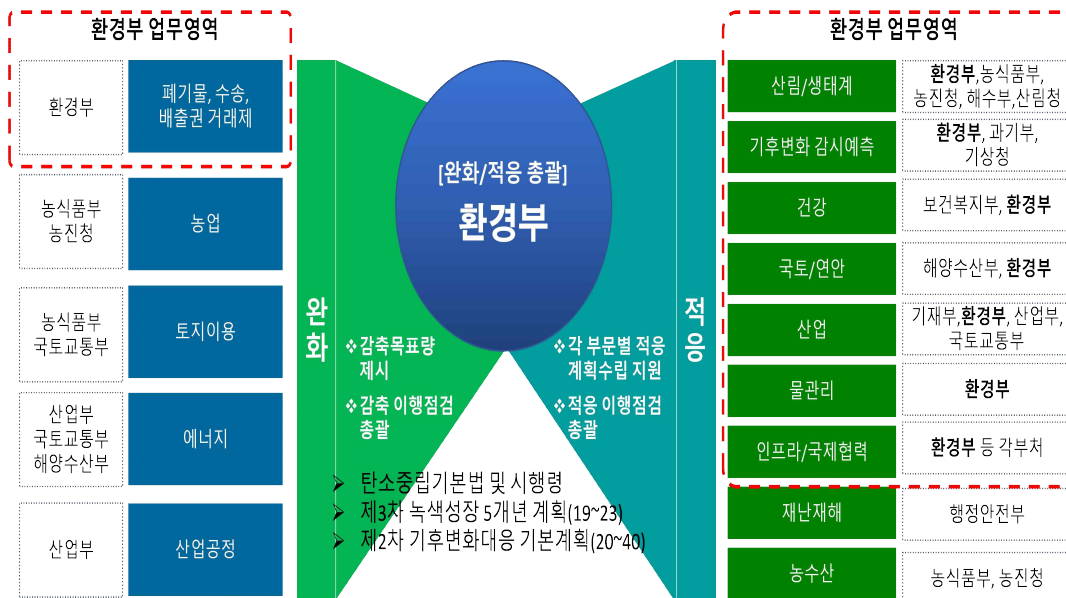 환경부 업무영역
환경부
폐기물, 수송,
배출권 거래제
농식품부
농진청
농업
농식품부
국토교통부
토지이용
산업부
국토교통부
해양수산부
에너지
산업부
산업공정
완
화
[완화/적응 총괄]
환경부
❖감축목표량
제시
❖감축 이행점검
총괄
❖각 부문별 적응
계획수립 지원
❖적응 이행점검
총괄
➢ 탄소중립기본법 및 시행령
➢ 제3차 녹색성장 5개년 계획(19~23)
➢ 제2차 기후변화대응 기본계획(20~40)
적
응
환경부 업무영역
산림/생태계
환경부,농식품부,
농진청, 해수부,산림청
기후변화 감시예측
환경부, 과기부,
기상청
건강
보건복지부, 환경부
국토/연안
해양수산부, 환경부
산업
기재부,환경부, 산업부,
국토교통부
물관리
환경부
인프라/국제협력
환경부 등 각부처
재난재해
행정안전부
농수산
농식품부, 농진청